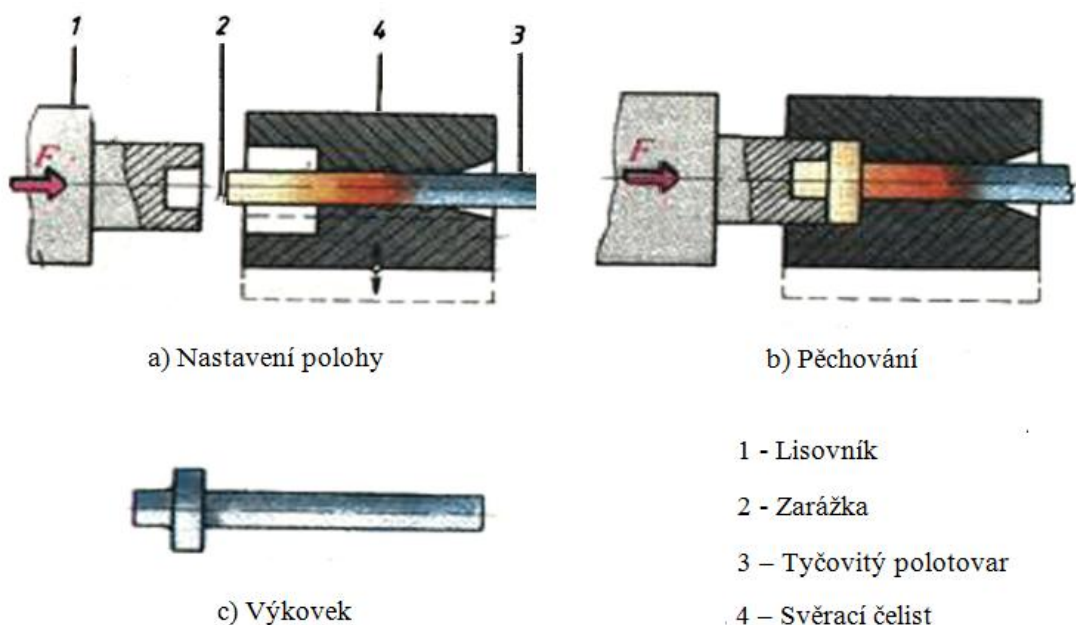 1 2 4 3
F
F
a) Nastavení polohy
b) Pěchování
c) Výkovek
1 - Lisovník
2 - Zarážka
3 – Tyčovitý polotovar
4 – Svěrací čelist